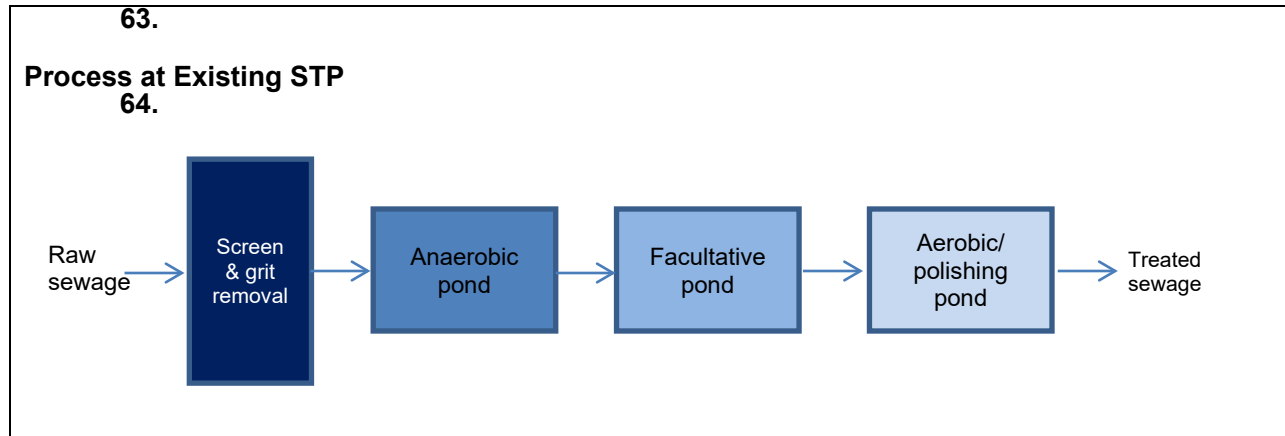 63.
Process at Existing STP
64.
Raw
sewage
Screen
& grit
removal
Anaerobic
pond
Facultative
pond
Aerobic/
polishing
pond
Treated
sewage